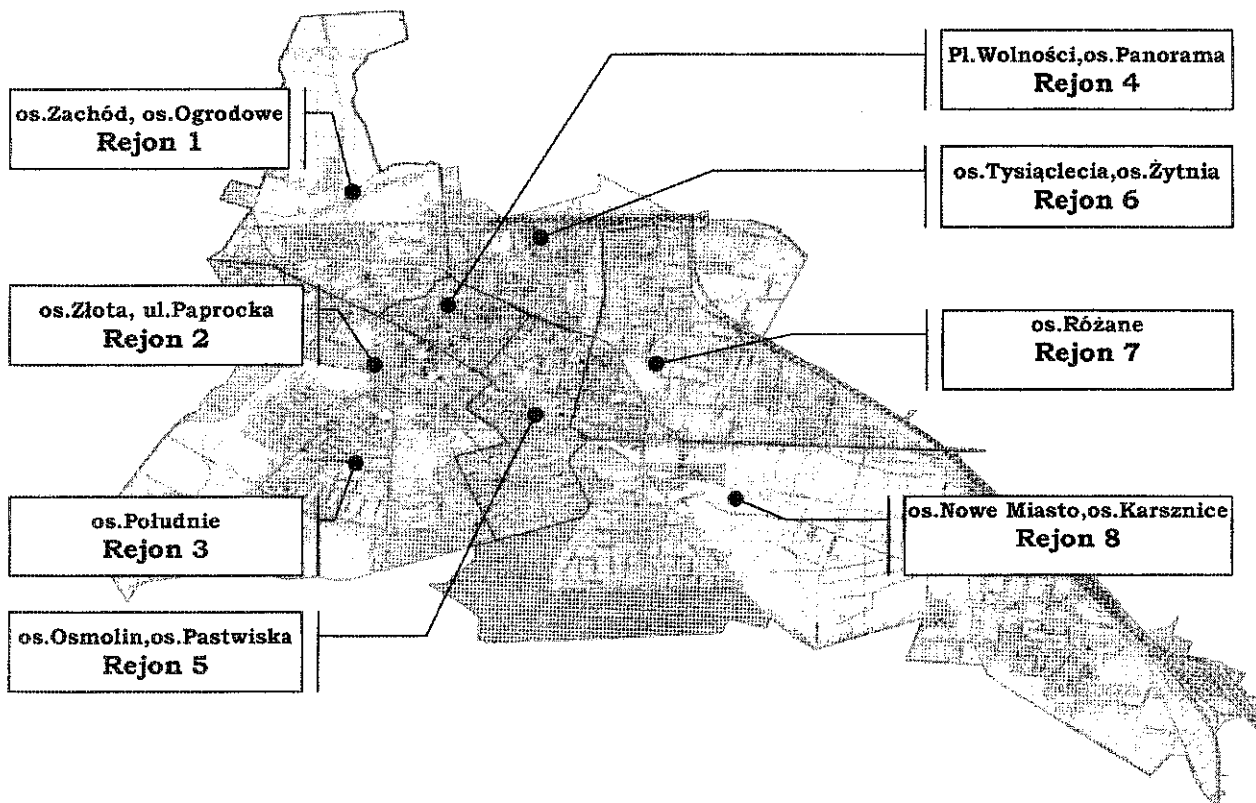 os.Zachód, os.Ogrodowe
Rejon 1
os.Złota, ul.Paprocka
Rejon 2
os.Południe
Rejon 3
os.Osmolin,os.Pastwiska
Rejon 5
Pl.Wolności,os.Panorama
Rejon 4
os.Tysiąclecia,os.Żytnia
Rejon 6
os.Różane
Rejon 7
os.Nowe Miasto,os.Karsznice
Rejon 8